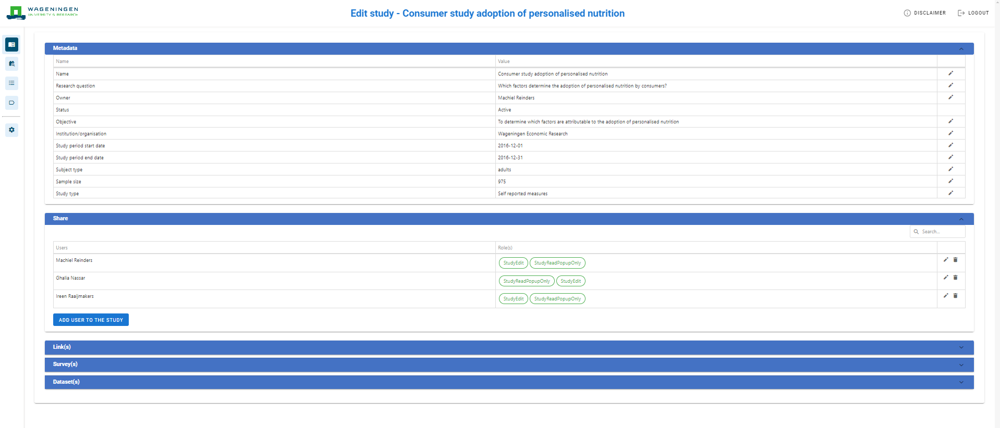 WAGENINGEN
UNIVERSITY & RESEARCH
Edit study - Consumer study adoption of personalised nutrition
DISCLAIMER
LOGOUT
Metadata
Name Value
Name Consumer study adoption of personalised nutrition
Research question Which factors determine the adoption of personalised nutrition by consumers?
Owner Machiel Reinders
Status Active
Objective To determine which factors are attributable to the adoption of personalised nutrition
Institution/organisation Wageningen Economic Research
Study period start date 2016-12-01
Study period end date 2016-12-31
Subject type adults
Sample size 975
Study type Self reported measures
Share
Search...
Users Role(s)
Machiel Reinders StudyEdit StudyReadPopupOnly
Ghalia Nassar StudyReadPopupOnly StudyEdit
Ireen Raaijmakers StudyEdit StudyReadPopupOnly
ADD USER TO THE STUDY
Link(s)
Survey(s)
Dataset(s)